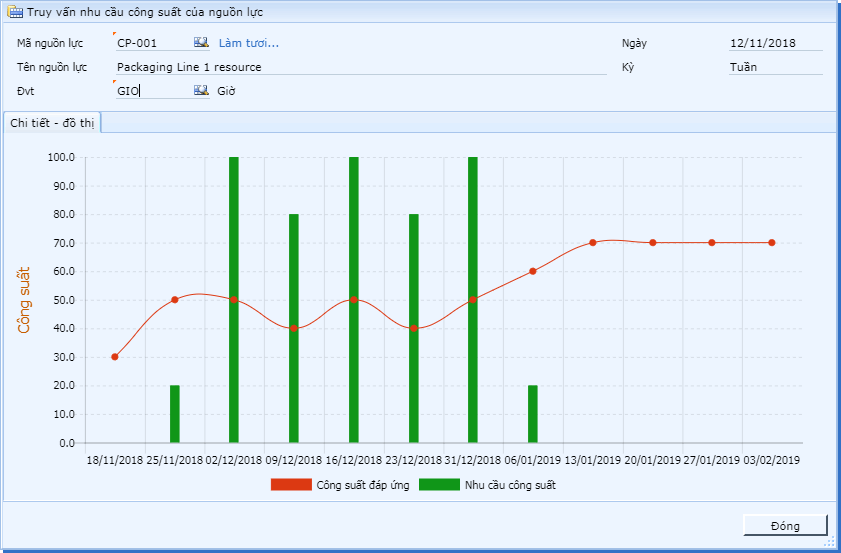 Truy vấn nhu cầu công suất của nguồn lực
Mã nguồn lực CP-001 Làm tươi... Ngày 12/11/2018
Tên nguồn lực Packaging Line 1 resource Kỳ Tuần
Đvt GIO Giờ
Chi tiết - đồ thị
100.0
90.0
80.0
70.0
60.0
50.0
40.0
30.0
20.0
10.0
0.0
Công suất
18/11/2018 25/11/2018 02/12/2018 09/12/2018 16/12/2018 23/12/2018 31/12/2018 06/01/2019 13/01/2019 20/01/2019 27/01/2019 03/02/2019
Công suất đáp ứng Nhu cầu công suất
Đóng